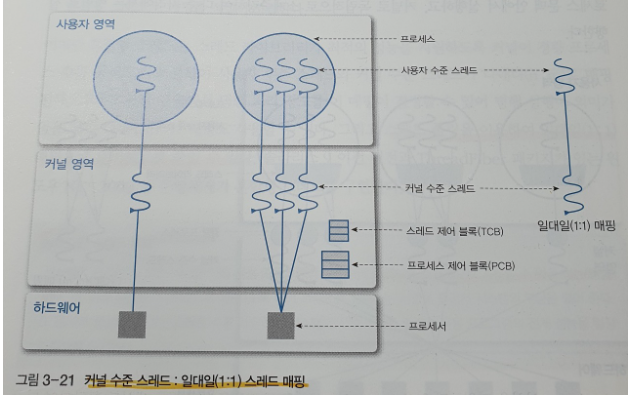 사용자 영역
프로세스
사용자 수준 스레드
커널 영역
커널 수준 스레드
일대일(1:1) 매핑
스레드 제어 블록(TCB)
프로세스 제어 블록(PCB)
하드웨어
프로세서
그림 3-21 커널 수준 스레드 : 일대일(1:1) 스레드 매핑